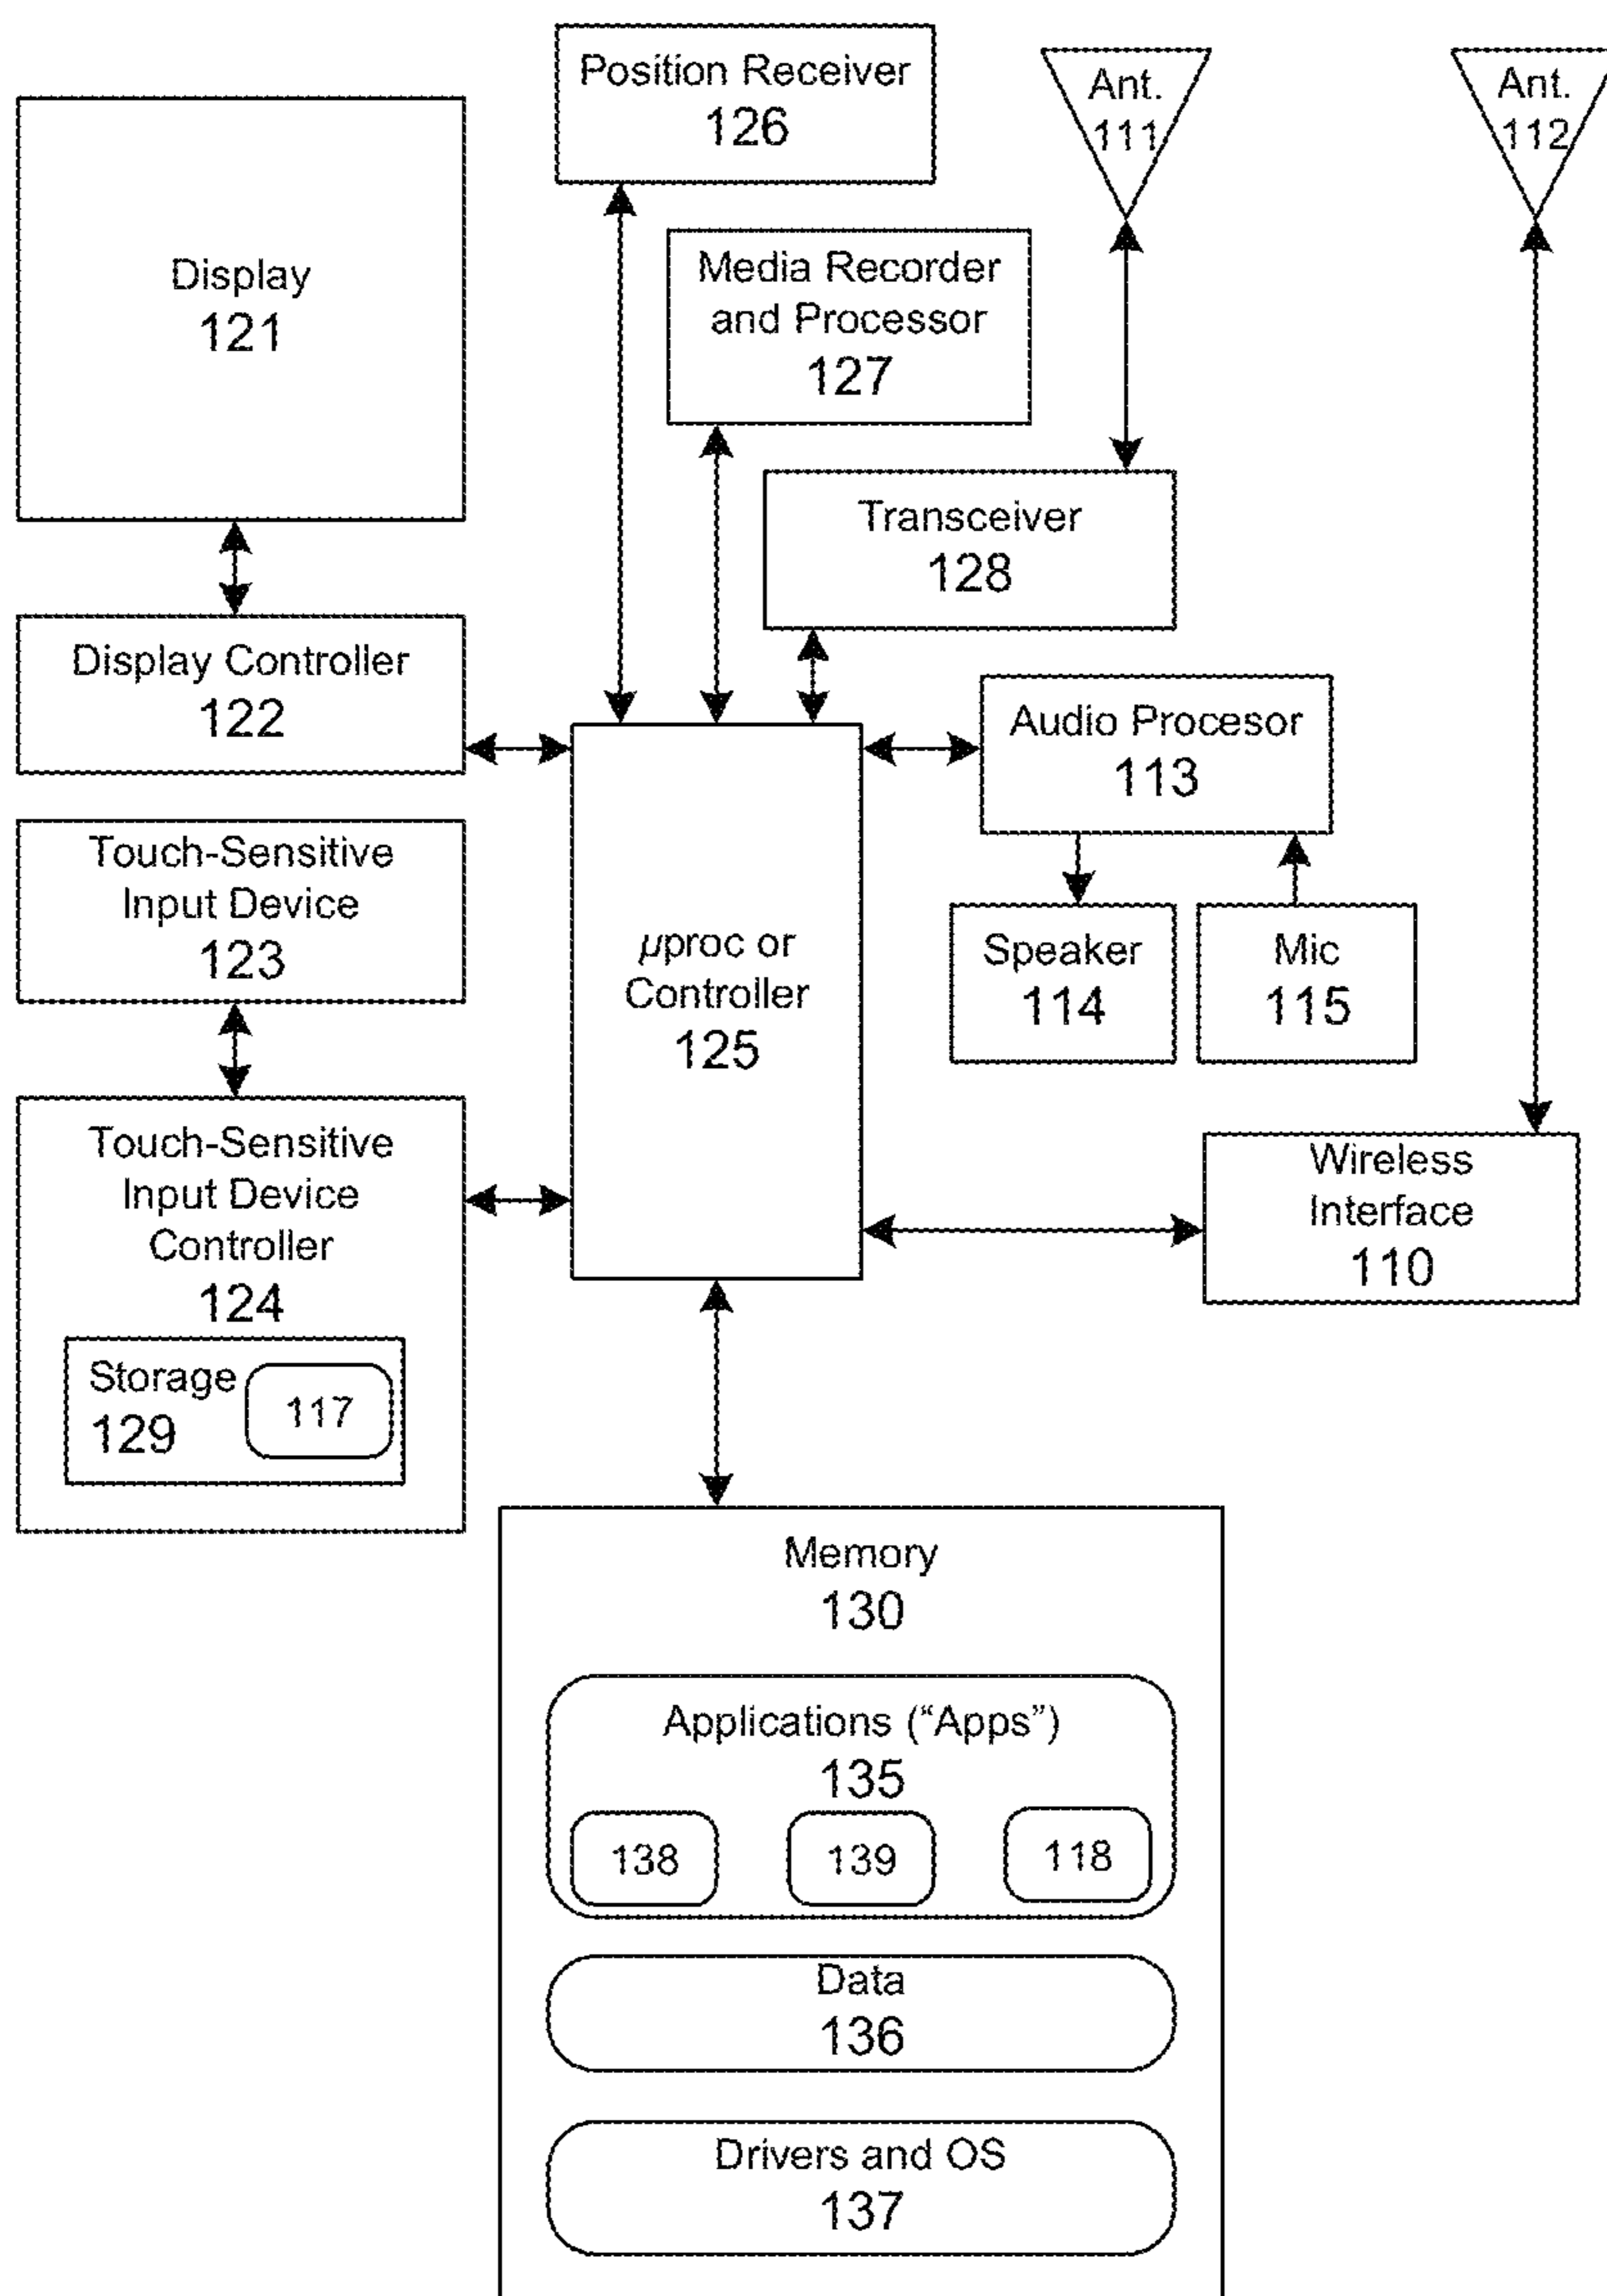 Position Receiver
126
Ant.
111
Ant.
112
Display
121
Media Recorder
and Processor
127
Transceiver
128
Display Controller
122
Audio Procesor
113
Touch-Sensitive
Input Device
123
μproc or
Controller
125
Speaker
114
Mic
115
Touch-Sensitive
Input Device
Controller
124
Storage
129
117
Wireless
Interface
110
Memory
130
Applications (“Apps”)
135
138
139
118
Data
136
Drivers and OS
137